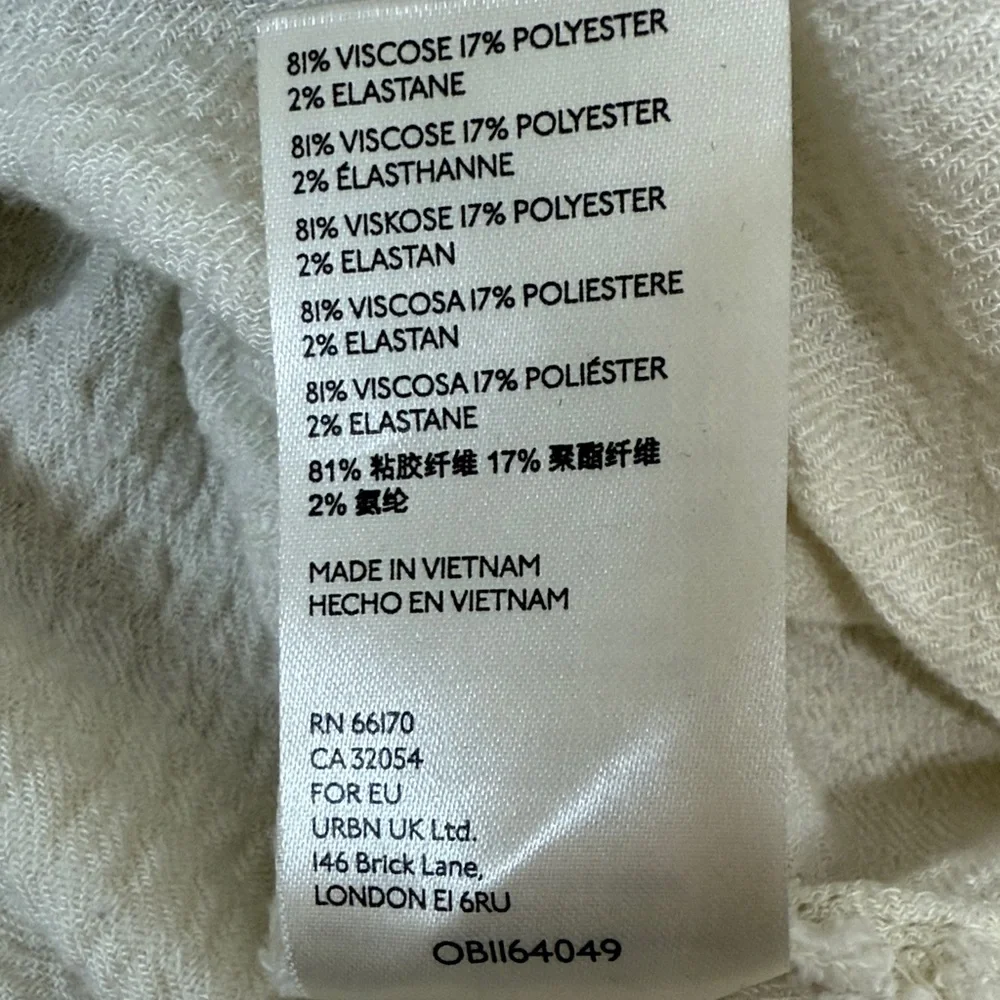 81% VISCOSE 17% POLYESTER
2% ELASTANE
81% VISCOSE 17% POLYESTER
2% ÉLASTHANNE
81% VISKOSE 17% POLYESTER
2% ELASTAN
81% VISCOSA 17% POLIESTERE
2% ELASTAN
81% VISCOSA 17% POLIÉSTER
2% ELASTANE
81% 粘胶纤维 17% 聚酯纤维
2% 氨纶
MADE IN VIETNAM
HECHO EN VIETNAM
RN 66170
CA 32054
FOR EU
URBN UK Ltd.
146 Brick Lane,
LONDON E1 6RU
OB1164049